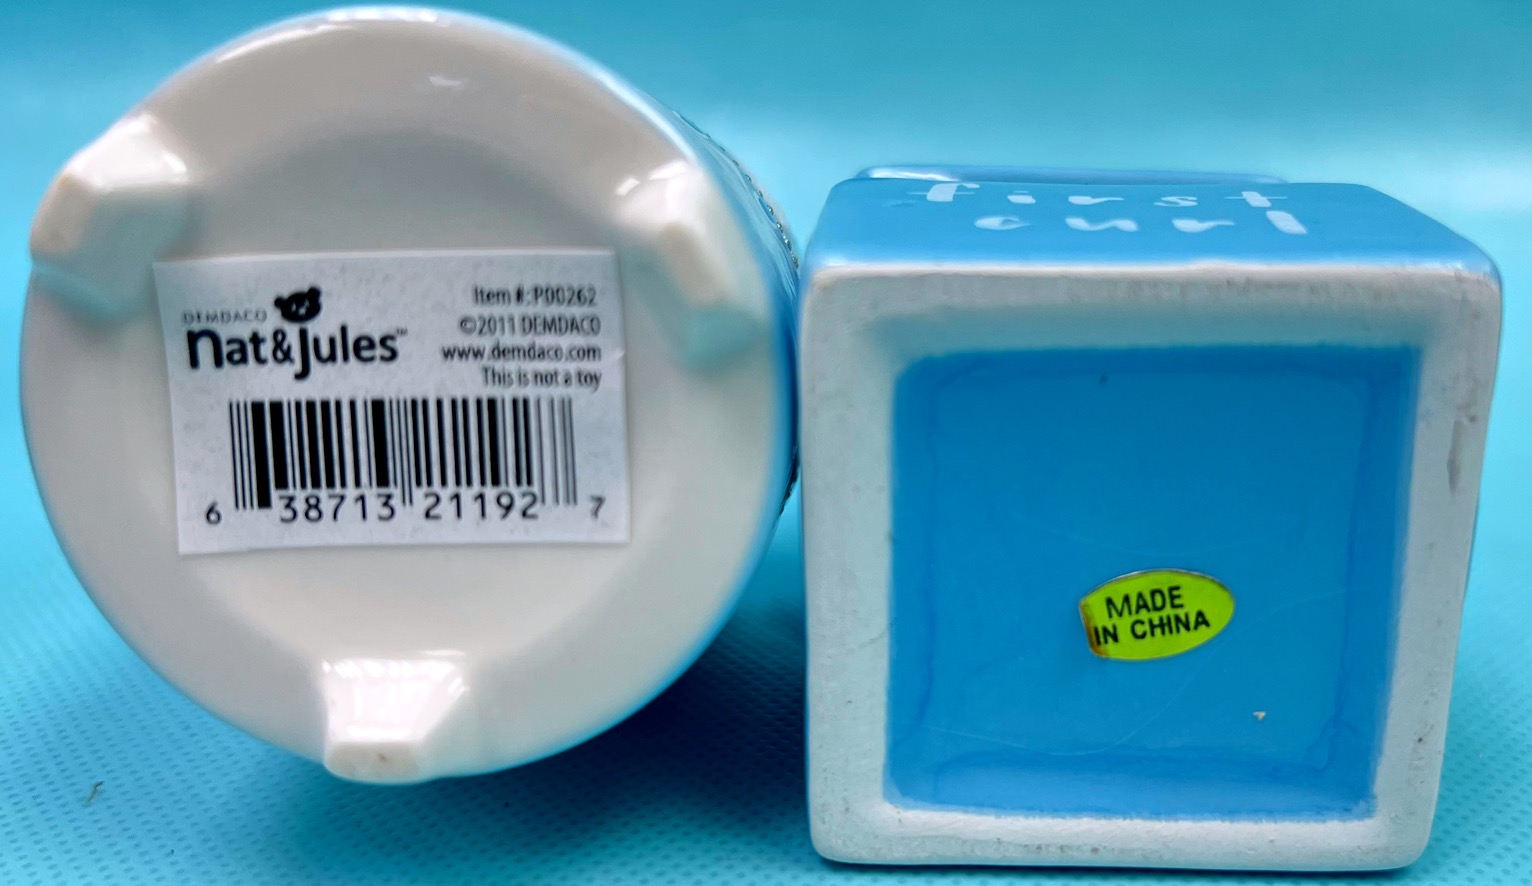 DEMDACO
nat&Jules™
Item #:P00262
©2011 DEMDACO
www.demdaco.com
This is not a toy
6 38713 21192 7
first
curl
MADE
IN CHINA